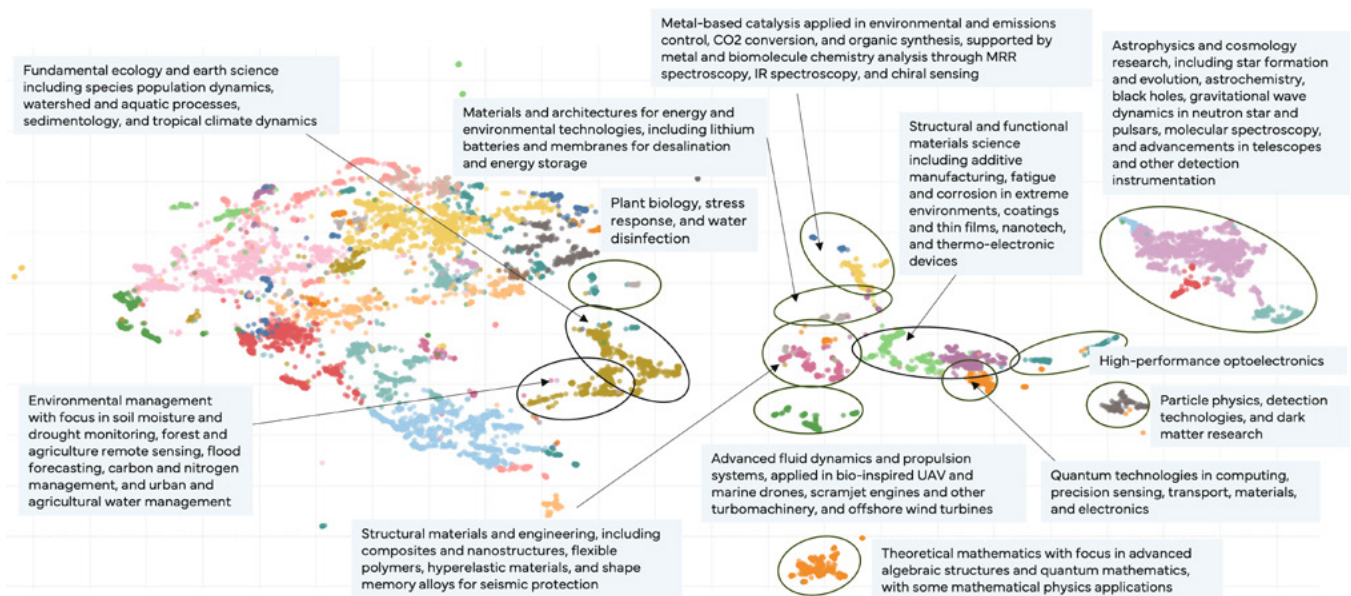 Metal-based catalysis applied in environmental and emissions
control, CO2 conversion, and organic synthesis, supported by
metal and biomolecule chemistry analysis through MRR
spectroscopy, IR spectroscopy, and chiral sensing
Astrophysics and cosmology
research, including star formation
and evolution, astrochemistry,
black holes, gravitational wave
dynamics in neutron star and
pulsars, molecular spectroscopy,
and advancements in telescopes
and other detection
instrumentation
Fundamental ecology and earth science
including species population dynamics,
watershed and aquatic processes,
sedimentology, and tropical climate dynamics
Materials and architectures for energy and
environmental technologies, including lithium
batteries and membranes for desalination
and energy storage
Structural and functional
materials science
including additive
manufacturing, fatigue
and corrosion in extreme
environments, coatings
and thin films, nanotech,
and thermo-electronic
devices
Plant biology, stress
response, and water
disinfection
High-performance optoelectronics
Environmental management
with focus in soil moisture and
drought monitoring, forest and
agriculture remote sensing, flood
forecasting, carbon and nitrogen
management, and urban and
agricultural water management
Particle physics, detection
technologies, and dark
matter research
Advanced fluid dynamics and propulsion
systems, applied in bio-inspired UAV and
marine drones, scramjet engines and other
turbomachinery, and offshore wind turbines
Quantum technologies in computing,
precision sensing, transport, materials,
and electronics
Structural materials and engineering, including
composites and nanostructures, flexible
polymers, hyperelastic materials, and shape
memory alloys for seismic protection
Theoretical mathematics with focus in advanced
algebraic structures and quantum mathematics,
with some mathematical physics applications